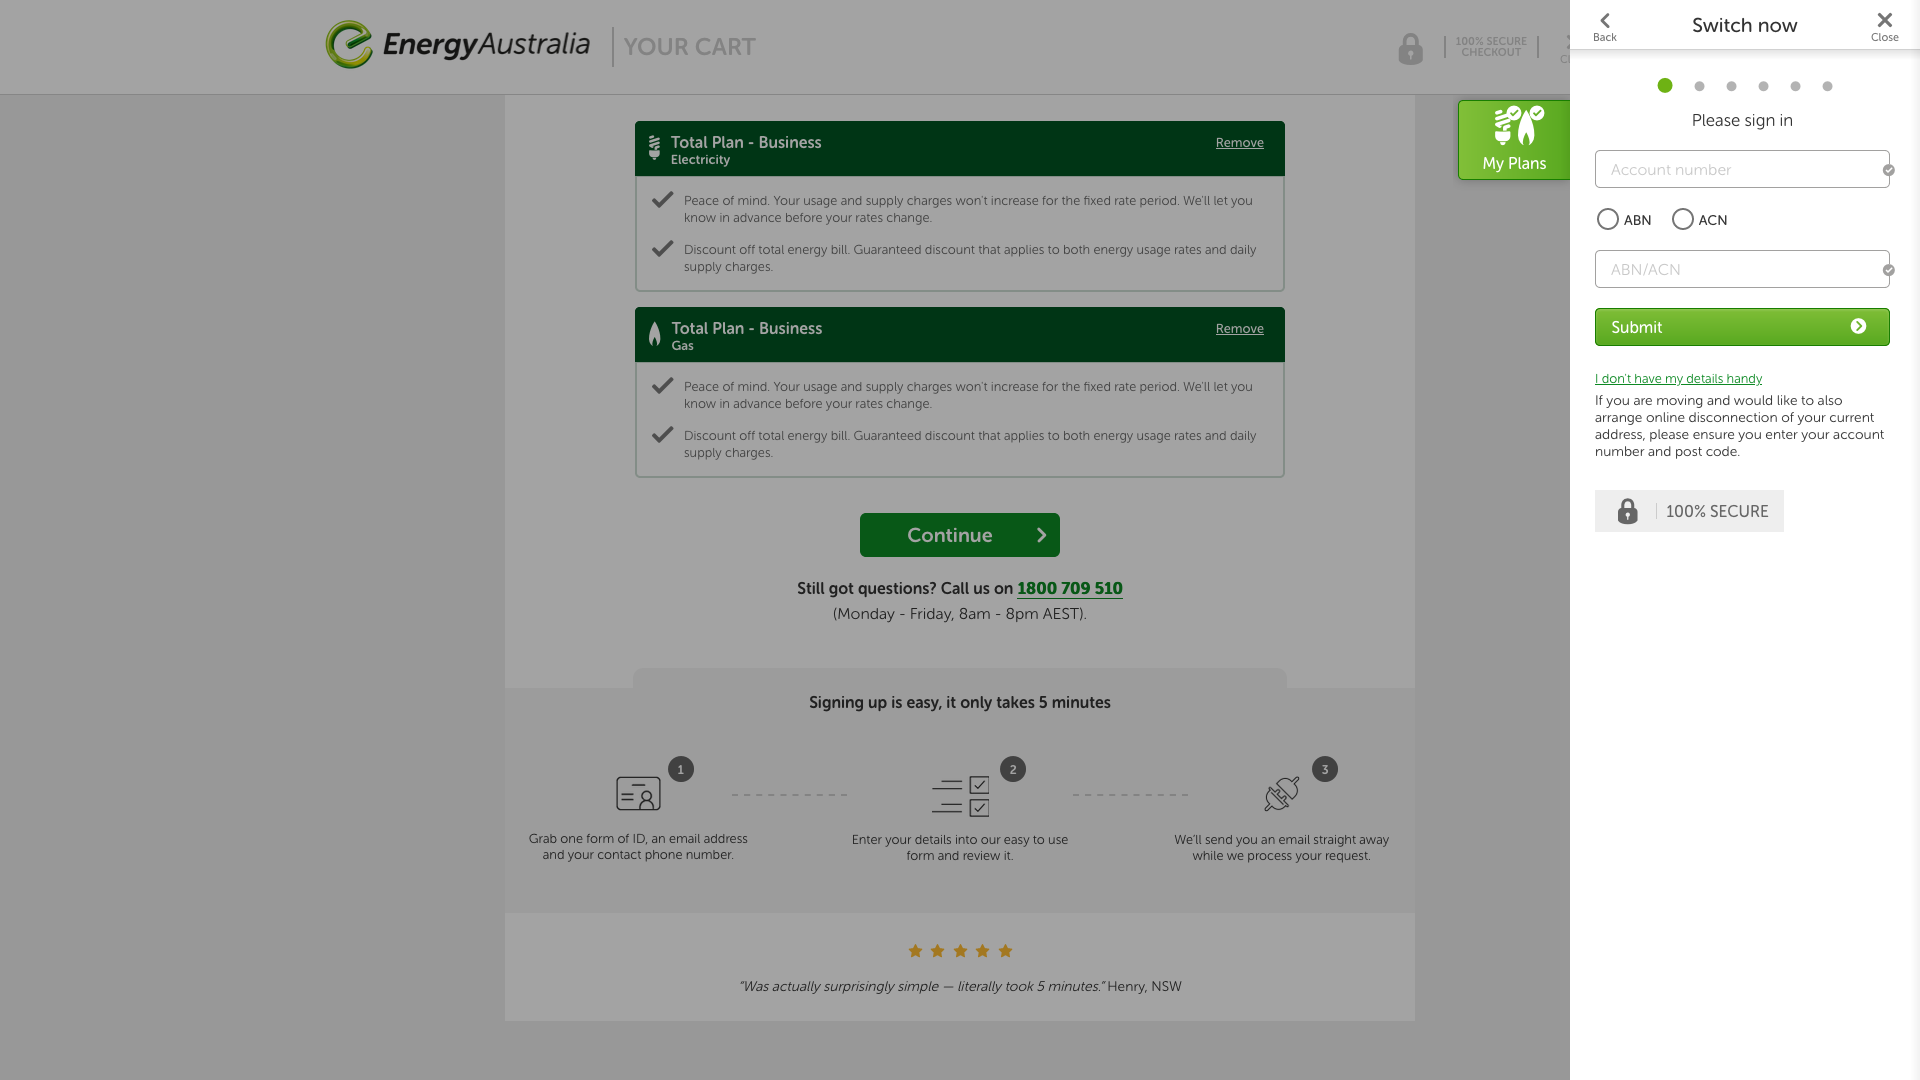 EnergyAustralia
YOUR CART
100% SECURE
CHECKOUT
Total Plan - Business
Electricity
Remove
Peace of mind. Your usage and supply charges won't increase for the fixed rate period. We'll let you
know in advance before your rates change.
Discount off total energy bill. Guaranteed discount that applies to both energy usage rates and daily
supply charges.
Total Plan - Business
Gas
Remove
Peace of mind. Your usage and supply charges won't increase for the fixed rate period. We'll let you
know in advance before your rates change.
Discount off total energy bill. Guaranteed discount that applies to both energy usage rates and daily
supply charges.
Continue
Still got questions? Call us on 1800 709 510
(Monday - Friday, 8am - 8pm AEST).
Signing up is easy, it only takes 5 minutes
1
Grab one form of ID, an email address
and your contact phone number.
2
Enter your details into our easy to use
form and review it.
3
We'll send you an email straight away
while we process your request.
“Was actually surprisingly simple — literally took 5 minutes.” Henry, NSW
My Plans
Back
Switch now
Close
Please sign in
Account number
ABN
ACN
ABN/ACN
Submit
I don't have my details handy
If you are moving and would like to also
arrange online disconnection of your current
address, please ensure you enter your account
number and post code.
100% SECURE